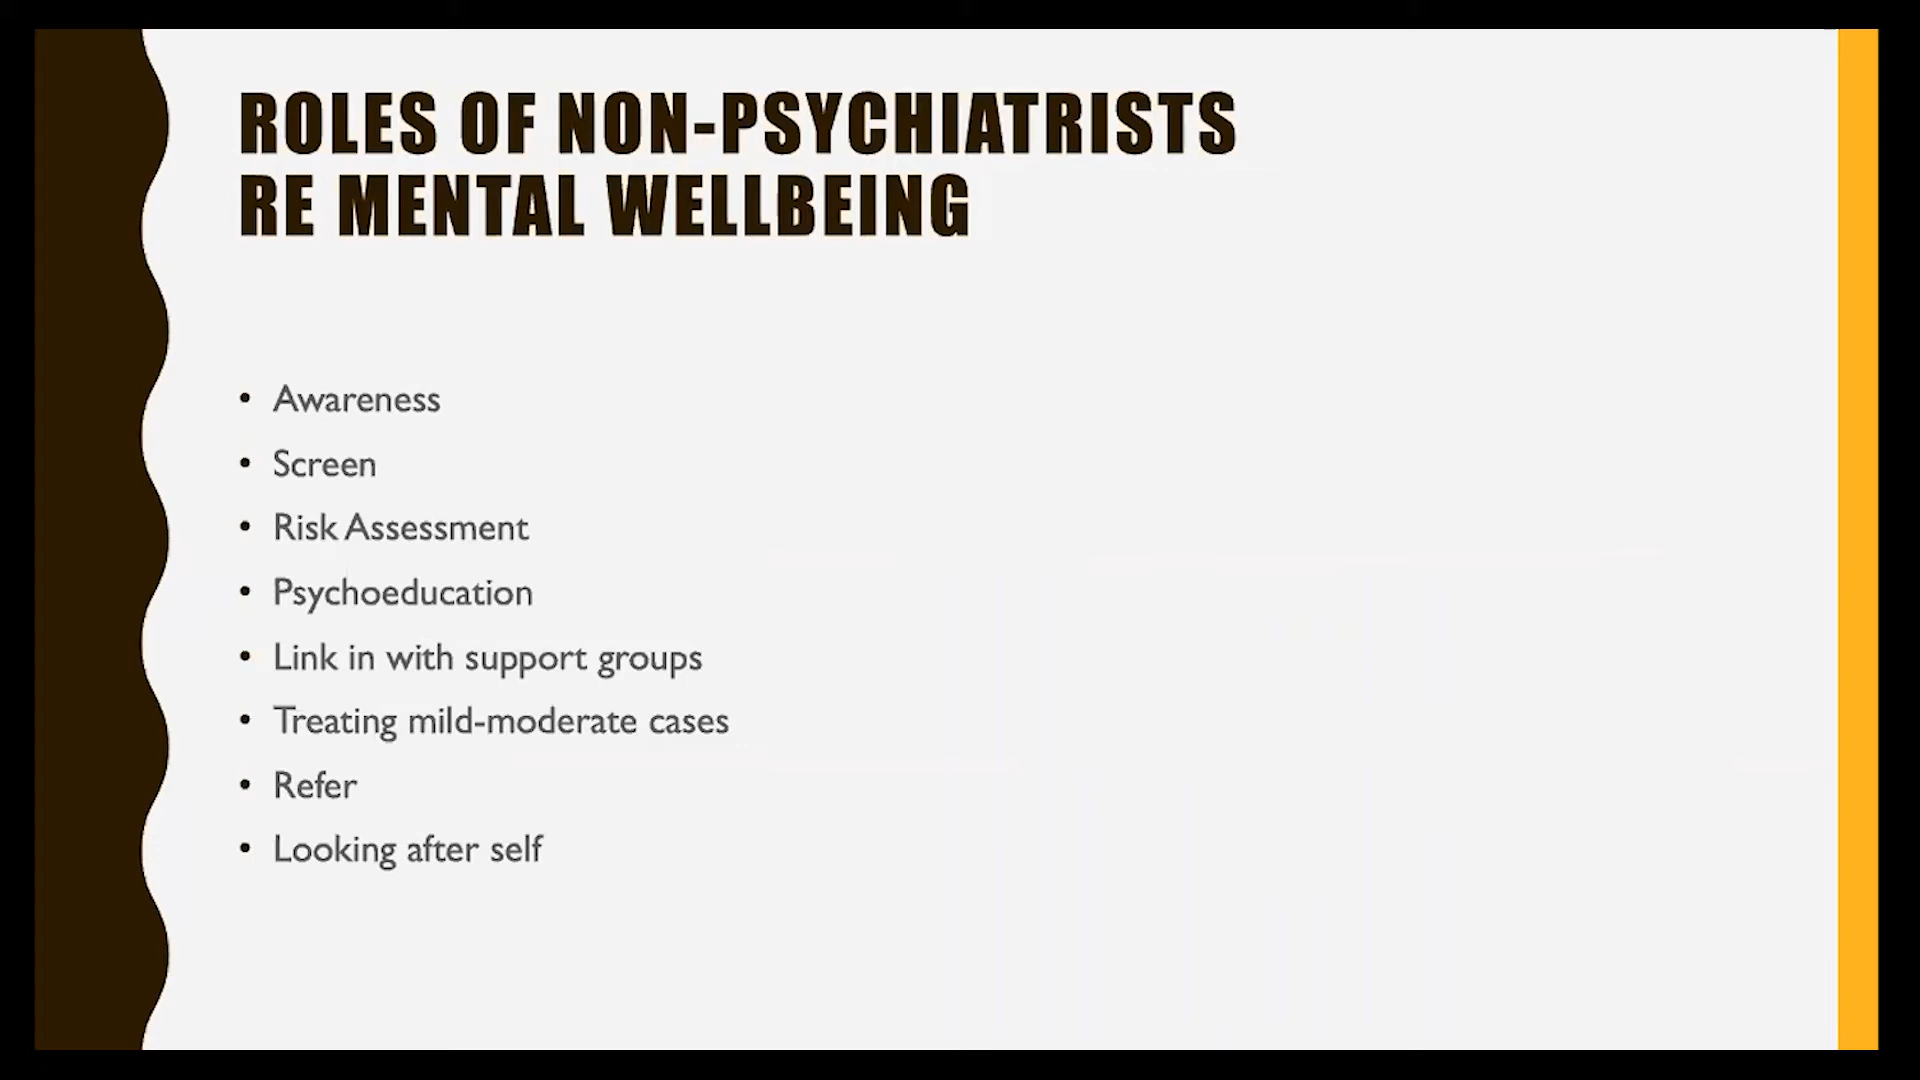 ROLES OF NON-PSYCHIATRISTS
RE MENTAL WELLBEING
• Awareness
• Screen
• Risk Assessment
• Psychoeducation
• Link in with support groups
• Treating mild-moderate cases
• Refer
• Looking after self